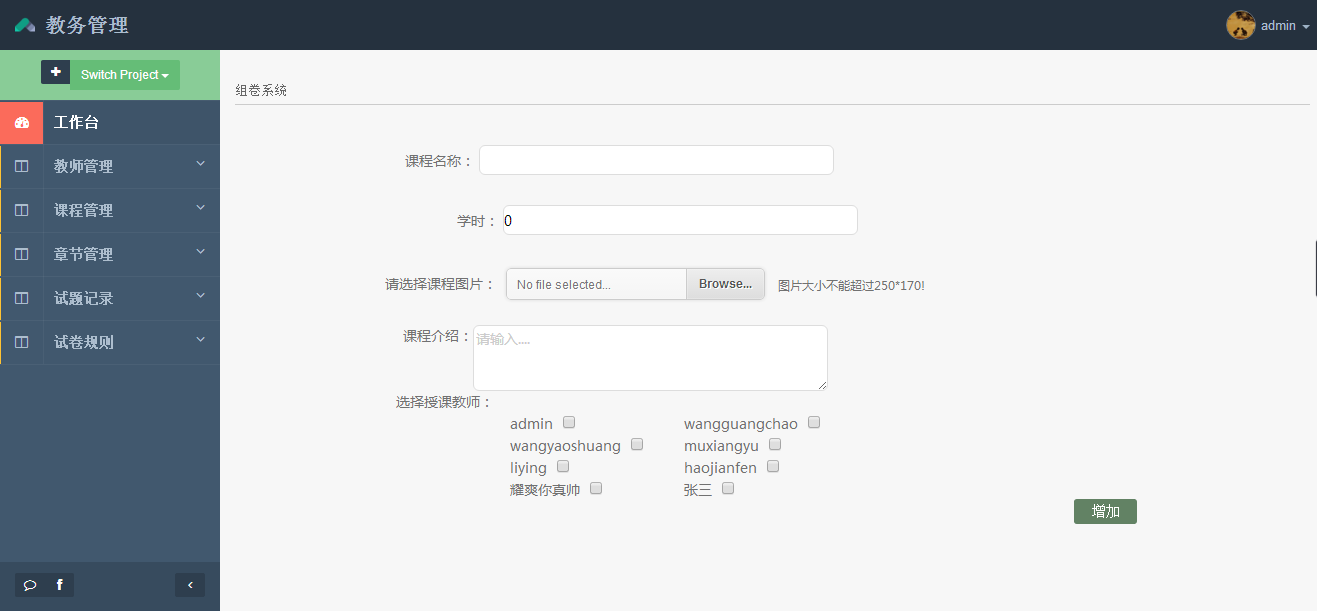 教务管理
admin
Switch Project
工作台
教师管理
课程管理
章节管理
试题记录
试卷规则
组卷系统
课程名称：
学时： 0
请选择课程图片： No file selected... Browse... 图片大小不能超过250*170!
课程介绍： 请输入....
选择授课教师：
admin wangguangchao
wangyaoshuang muxiangyu
liying haojianfen
耀爽你真帅 张三
增加